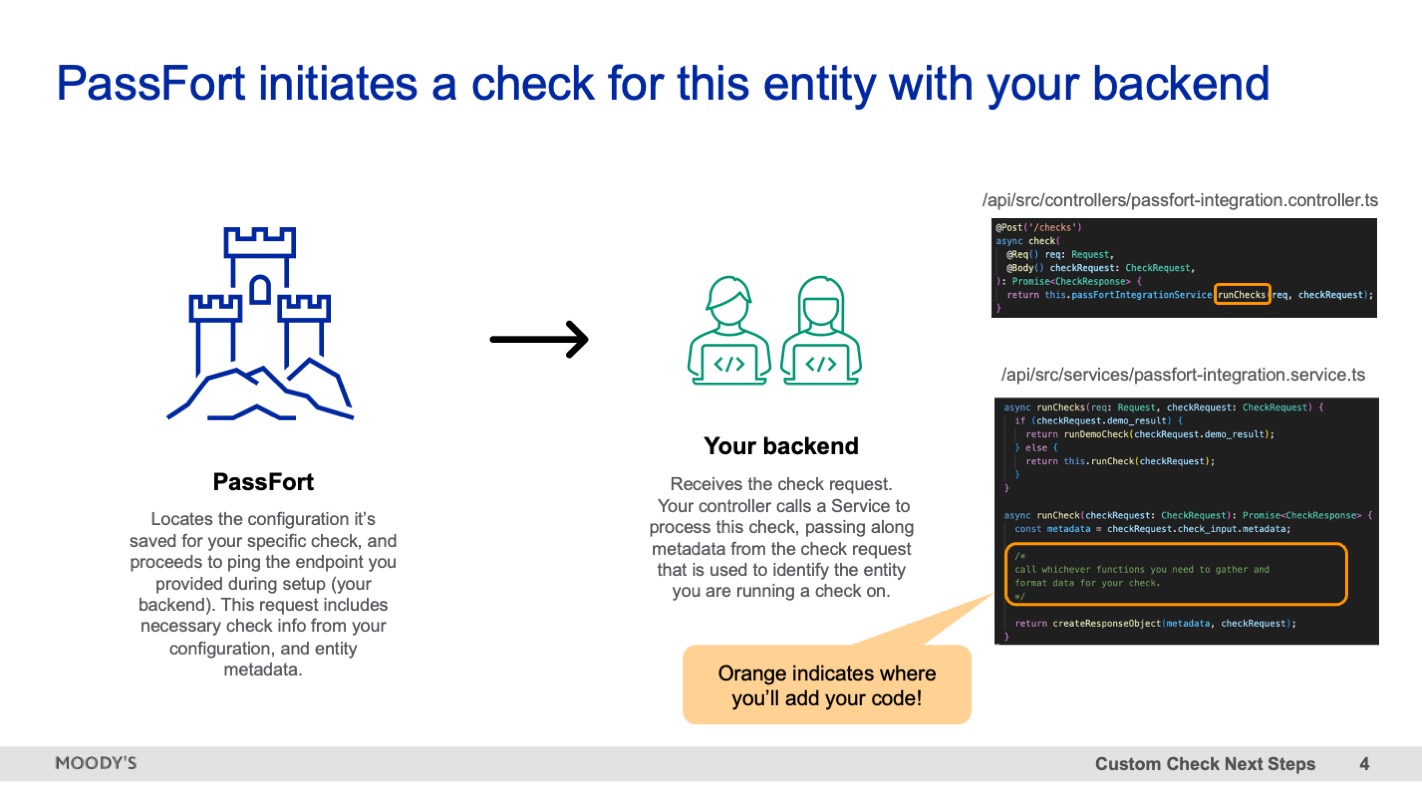 PassFort initiates a check for this entity with your backend
PassFort
Locates the configuration it's
saved for your specific check, and
proceeds to ping the endpoint you
provided during setup (your
backend). This request includes
necessary check info from your
configuration, and entity
metadata.
</>
</>
Your backend
Receives the check request.
Your controller calls a Service to
process this check, passing along
metadata from the check request
that is used to identify the entity
you are running a check on.
Orange indicates where
you'll add your code!
/api/src/controllers/passfort-integration.controller.ts
@Post('/checks')
async check(
@Req() req: Request,
@Body() checkRequest: CheckRequest,
): Promise<CheckResponse> {
return this.passFortIntegrationService.runChecks(req, checkRequest);
}
/api/src/services/passfort-integration.service.ts
async runChecks(req: Request, checkRequest: CheckRequest) {
if (checkRequest.demo_result) {
return runDemoCheck(checkRequest.demo_result);
} else {
return this.runCheck(checkRequest);
}
}
async runCheck(checkRequest: CheckRequest): Promise<CheckResponse> {
const metadata = checkRequest.check_input.metadata;
/*
call whichever functions you need to gather and
format data for your check.
*/
return createResponseObject(metadata, checkRequest);
}
MOODY'S
Custom Check Next Steps
4